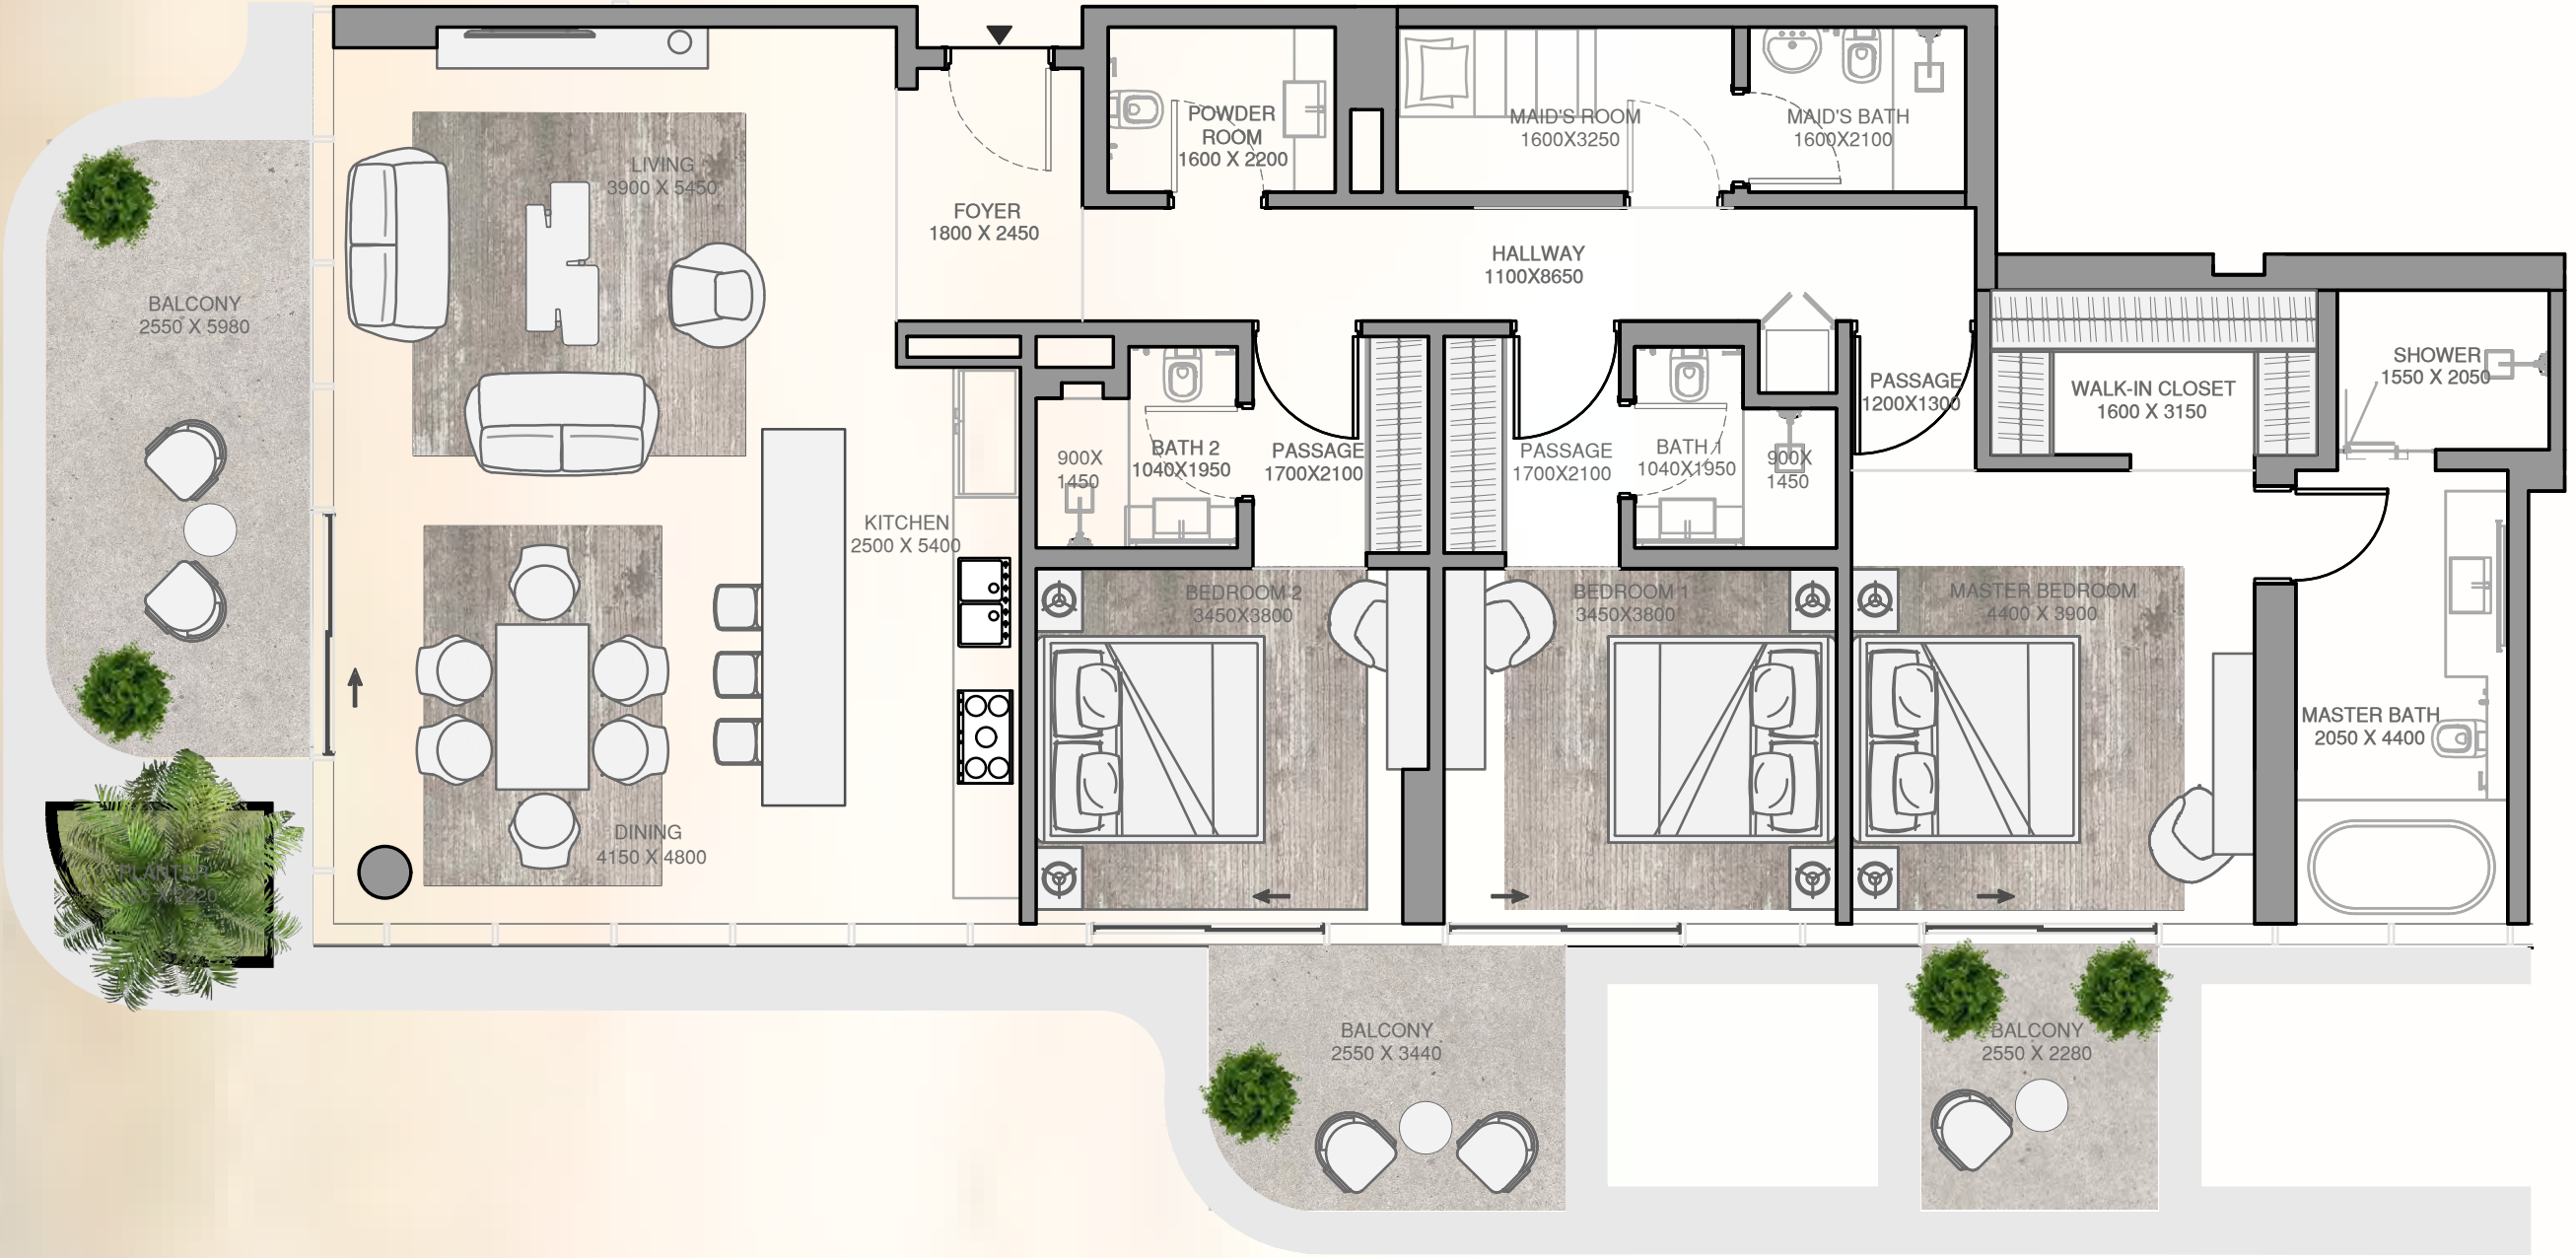 POWDER
ROOM
1600 X 2200
MAID'S ROOM
1600X3250
MAID'S BATH
1600X2100
LIVING
3900 X 5450
FOYER
1800 X 2450
HALLWAY
1100X8650
BALCONY
2550 X 5980
SHOWER
1550 X 2050
PASSAGE
1200X1300
WALK-IN CLOSET
1600 X 3150
900X
1450
BATH 2
1040X1950
PASSAGE
1700X2100
PASSAGE
1700X2100
BATH 1
1040X1950
900X
1450
KITCHEN
2500 X 5400
BEDROOM 2
3450X3800
BEDROOM 1
3450X3800
MASTER BEDROOM
4400 X 3900
MASTER BATH
2050 X 4400
DINING
4150 X 4800
PLANTER
X 2220
BALCONY
2550 X 3440
BALCONY
2550 X 2280